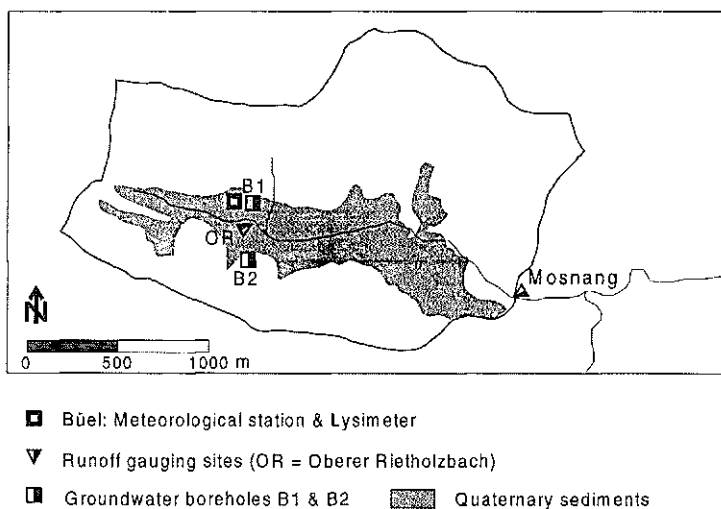 B1
OR
B2
Mosnang
N
0 500 1000 m
Büel: Meteorological station & Lysimeter
Runoff gauging sites (OR = Oberer Rietholzbach)
Groundwater boreholes B1 & B2 Quaternary sediments